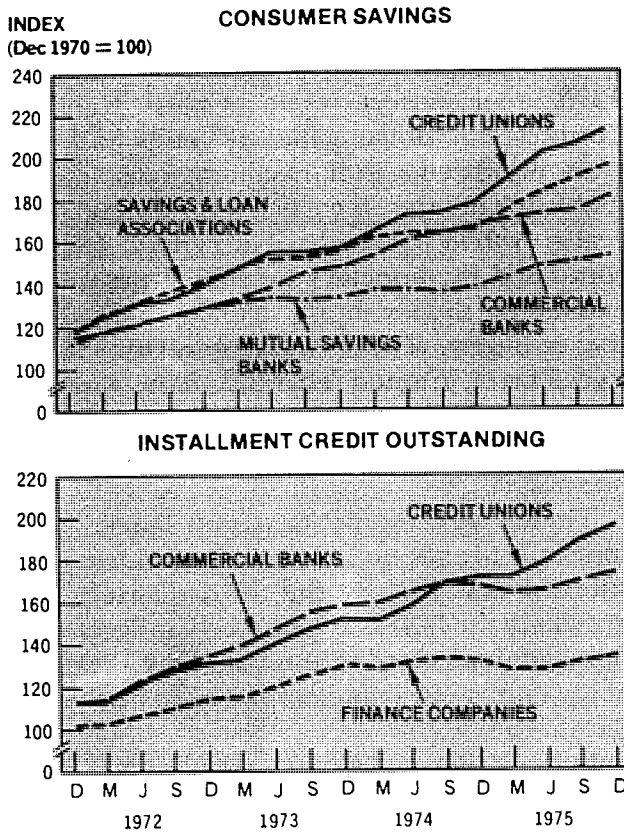 CONSUMER SAVINGS
INDEX
(Dec 1970 = 100)
240
220
200
180
160
140
120
100
0
CREDIT UNIONS
SAVINGS & LOAN
ASSOCIATIONS
COMMERCIAL
BANKS
MUTUAL SAVINGS
BANKS
INSTALLMENT CREDIT OUTSTANDING
220
200
180
160
130
110
100
0
CREDIT UNIONS
COMMERCIAL BANKS
FINANCE COMPANIES
D M J S D M J S D M J S D M J S D
1972 1973 1974 1975